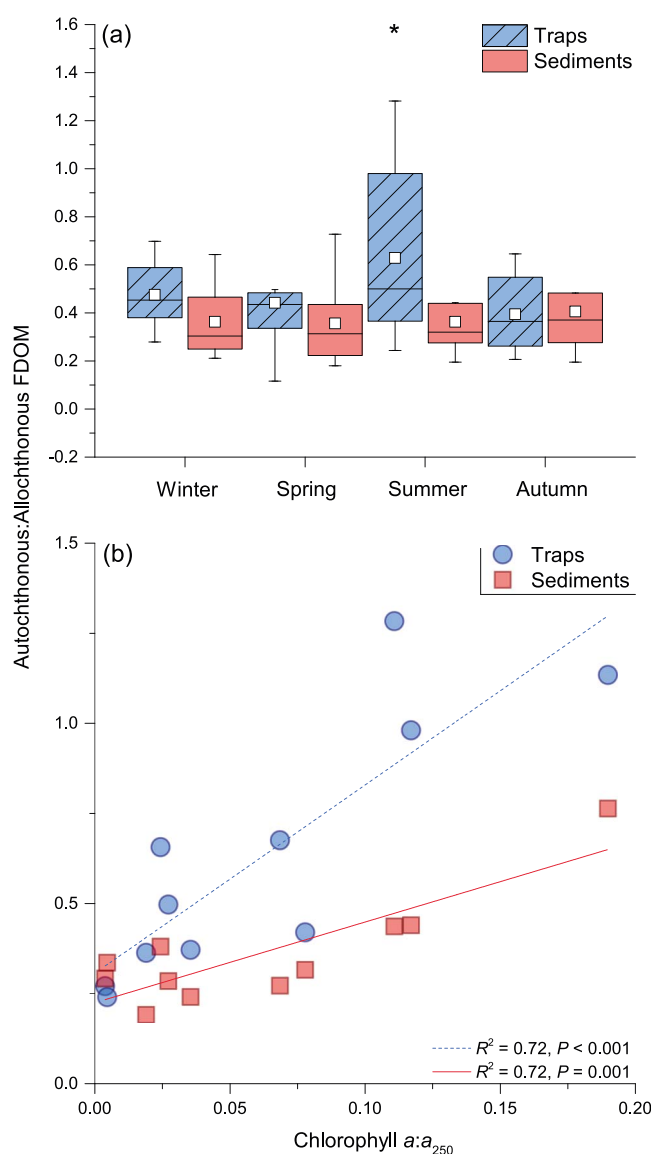 (a)
*
Traps
Sediments
1.6
1.4
1.2
1.0
0.8
0.6
0.4
0.2
0.0
-0.2
Winter Spring Summer Autumn
Autochthonous:Allochthonous FDOM
(b)
Traps
Sediments
1.5
1.0
0.5
0.0
R² = 0.72, P < 0.001
R² = 0.72, P = 0.001
0.00 0.05 0.10 0.15 0.20
Chlorophyll a:a₂₅₀